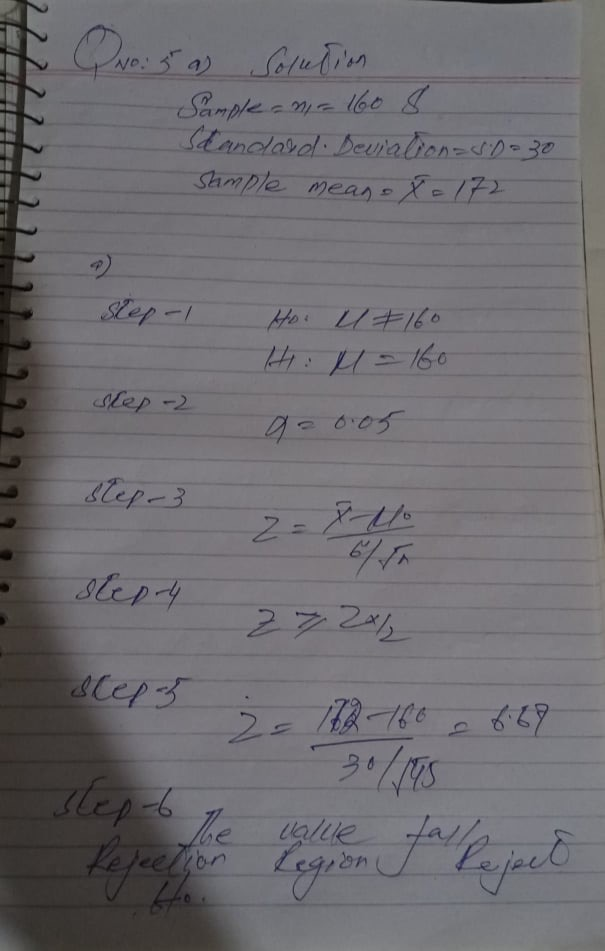 Q No: 5 a) Solution
Sample = n = 160
Standard Deviation = S.D = 30
Sample mean = X̄ = 172
a)
Step-1 H₀: μ ≠ 160
H₁: μ = 160
Step-2 α = 0.05
Step-3 Z = X̄-μ₀ / σ/√n
Step-4 Z ≥ Zα/2
Step-5 Z = 172-160 / 30/√45 = 6.67
Step-6 The value fall
Rejection Region Reject
H₀.